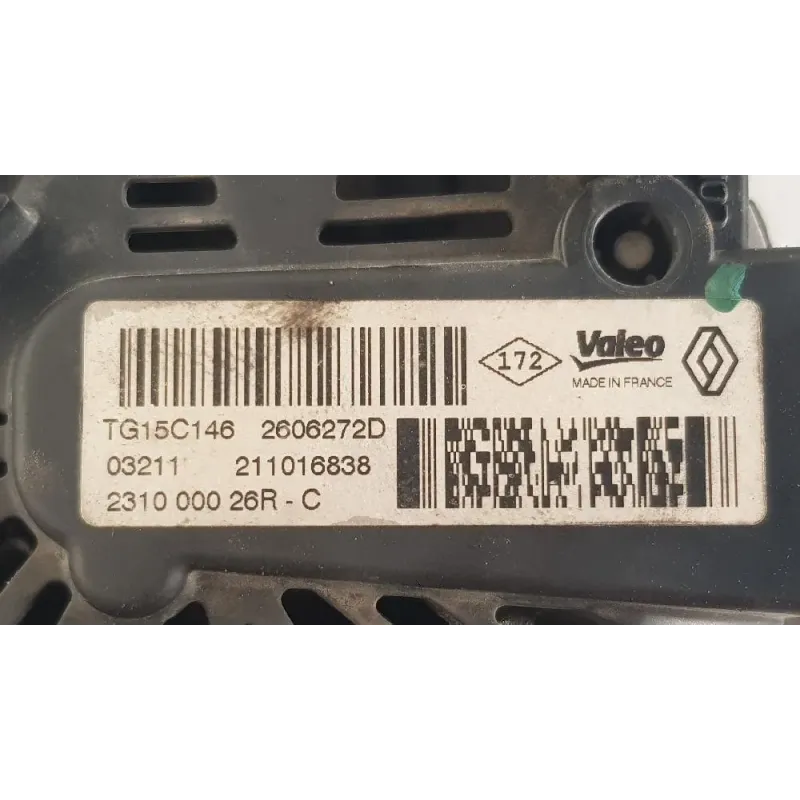 172
Valeo
MADE IN FRANCE
TG15C146 2606272D
03211 211016838
2310 000 26R - C